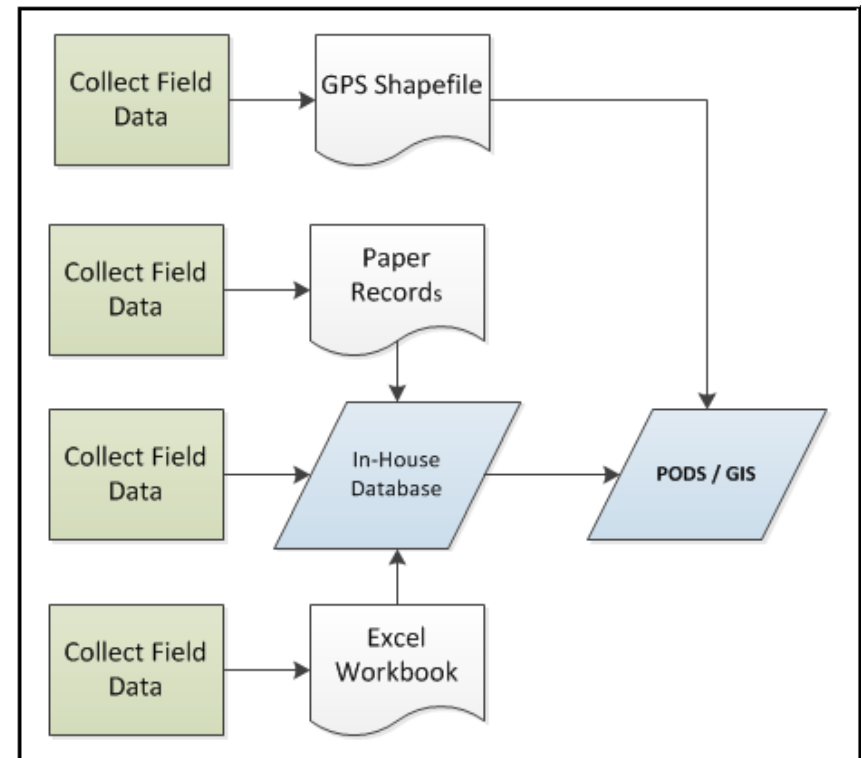 Collect Field
Data
GPS Shapefile
Collect Field
Data
Paper
Records
Collect Field
Data
In-House
Database
PODS / GIS
Collect Field
Data
Excel
Workbook